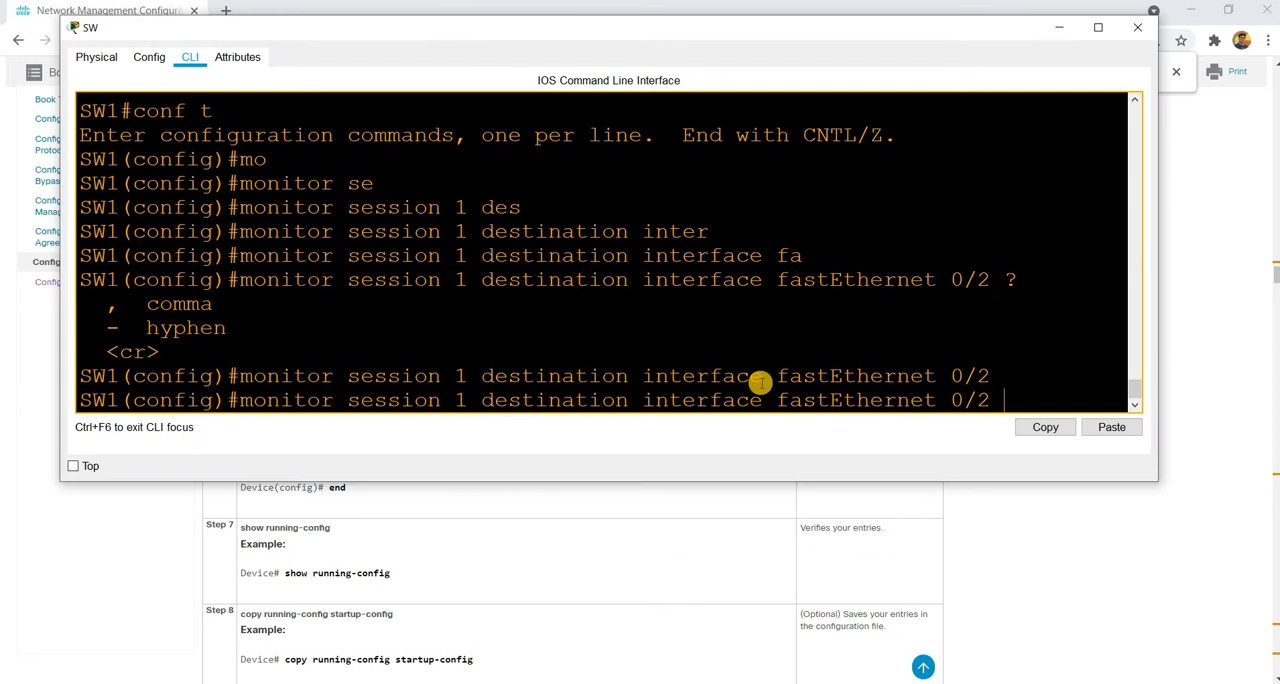 Network Management Configura
SW
Physical Config CLI Attributes
Print
IOS Command Line Interface
SW1#conf t
Enter configuration commands, one per line. End with CNTL/Z.
SW1(config)#mo
SW1(config)#monitor se
SW1(config)#monitor session 1 des
SW1(config)#monitor session 1 destination inter
SW1(config)#monitor session 1 destination interface fa
SW1(config)#monitor session 1 destination interface fastEthernet 0/2 ?
, comma
- hyphen
<cr>
SW1(config)#monitor session 1 destination interface fastEthernet 0/2
SW1(config)#monitor session 1 destination interface fastEthernet 0/2
Ctrl+F6 to exit CLI focus
Copy Paste
Top
Book
Device(config)# end
Step 7 show running-config Verifies your entries.
Example:
Device# show running-config
Step 8 copy running-config startup-config (Optional) Saves your entries in
the configuration file.
Example:
Device# copy running-config startup-config